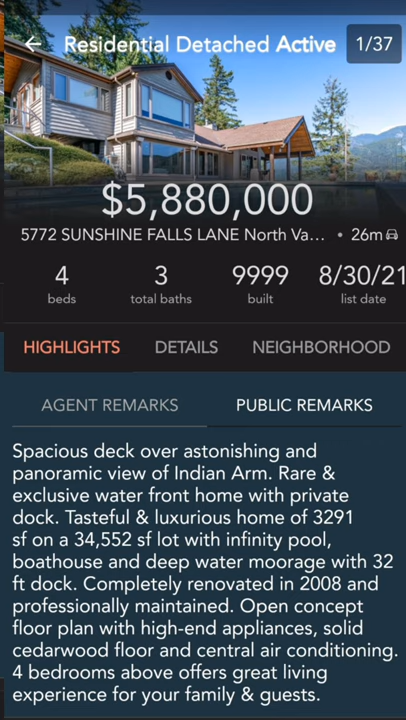 Residential Detached Active 1/37
$5,880,000
5772 SUNSHINE FALLS LANE North Va... • 26m
4 3 9999 8/30/21
beds total baths built list date
HIGHLIGHTS DETAILS NEIGHBORHOOD
AGENT REMARKS PUBLIC REMARKS
Spacious deck over astonishing and
panoramic view of Indian Arm. Rare &
exclusive water front home with private
dock. Tasteful & luxurious home of 3291
sf on a 34,552 sf lot with infinity pool,
boathouse and deep water moorage with 32
ft dock. Completely renovated in 2008 and
professionally maintained. Open concept
floor plan with high-end appliances, solid
cedarwood floor and central air conditioning.
4 bedrooms above offers great living
experience for your family & guests.